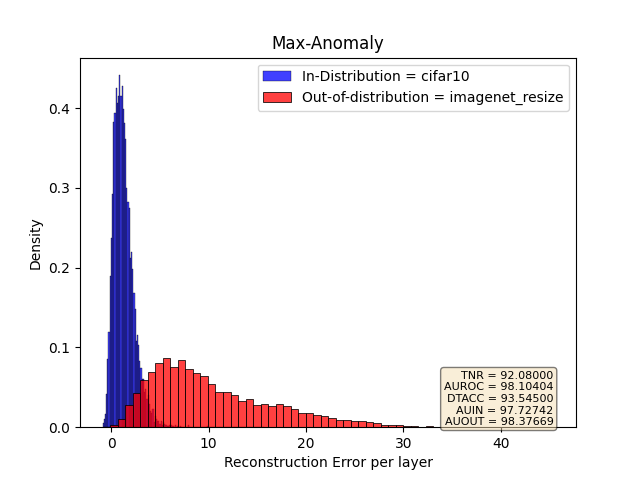 Max-Anomaly
In-Distribution = cifar10
Out-of-distribution = imagenet_resize
Density
0.4
0.3
0.2
0.1
0.0
TNR = 92.08000
AUROC = 98.10404
DTACC = 93.54500
AUIN = 97.72742
AUOUT = 98.37669
0 10 20 30 40
Reconstruction Error per layer